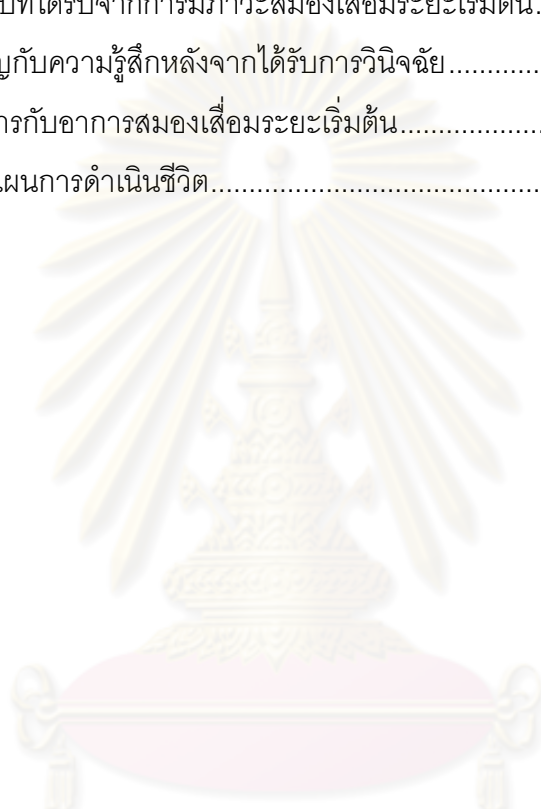 บที่ได้รับจากการมีภาวะสมองเสื่อมระยะเริ่มต้น.
ญกับความรู้สึกหลังจากได้รับการวินิจฉัย.............
ารกับอาการสมองเสื่อมระยะเริ่มต้น....................
แผนการดำเนินชีวิต..........................................